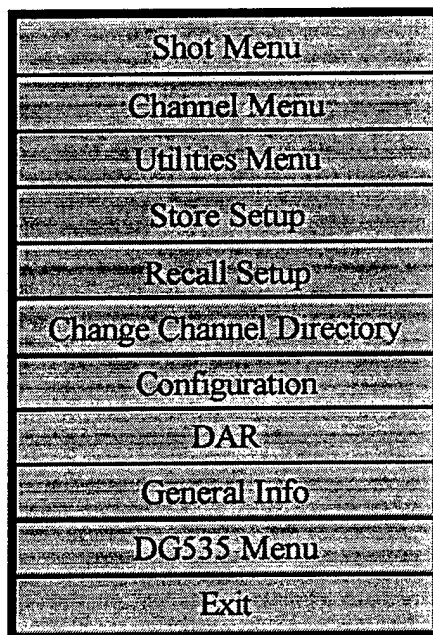 Shot Menu
Channel Menu
Utilities Menu
Store Setup
Recall Setup
Change Channel Directory
Configuration
DAR
General Info
DG535 Menu
Exit